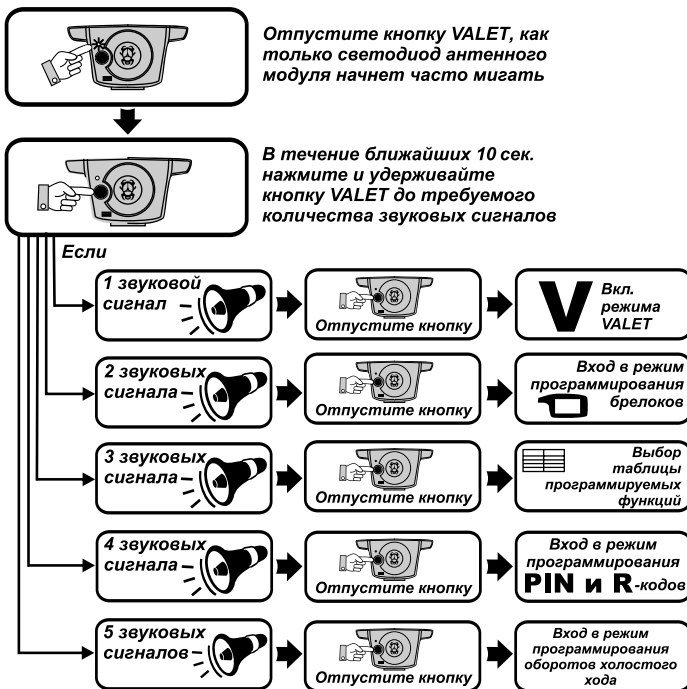 Отпустите кнопку VALET, как
только светодиод антенного
модуля начнет часто мигать
В течение ближайших 10 сек.
нажмите и удерживайте
кнопку VALET до требуемого
количества звуковых сигналов
Если
1 звуковой
сигнал
Отпустите кнопку
V
Вкл.
режима
VALET
2 звуковых
сигнала
Отпустите кнопку
Вход в режим
программирования
брелоков
3 звуковых
сигнала
Отпустите кнопку
Выбор
таблицы
программируемых
функций
4 звуковых
сигнала
Отпустите кнопку
Вход в режим
программирования
PIN и R-кодов
5 звуковых
сигналов
Отпустите кнопку
Вход в режим
программирования
оборотов холостого
хода